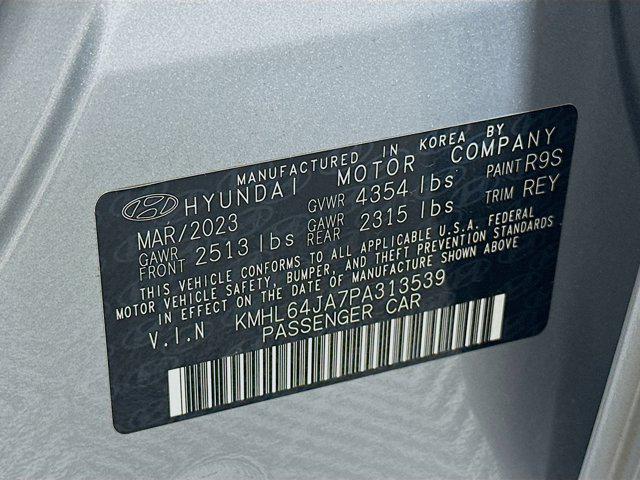 MANUFACTURED IN KOREA BY
HYUNDAI MOTOR COMPANY
MAR/2023 GVWR 4354 lbs PAINT R9S
GAWR FRONT 2513 lbs GAWR REAR 2315 lbs TRIM REY
THIS VEHICLE CONFORMS TO ALL APPLICABLE U.S.A. FEDERAL
MOTOR VEHICLE SAFETY, BUMPER, AND THEFT PREVENTION STANDARDS
IN EFFECT ON THE DATE OF MANUFACTURE SHOWN ABOVE
V.I.N KMHL64JA7PA313539
PASSENGER CAR